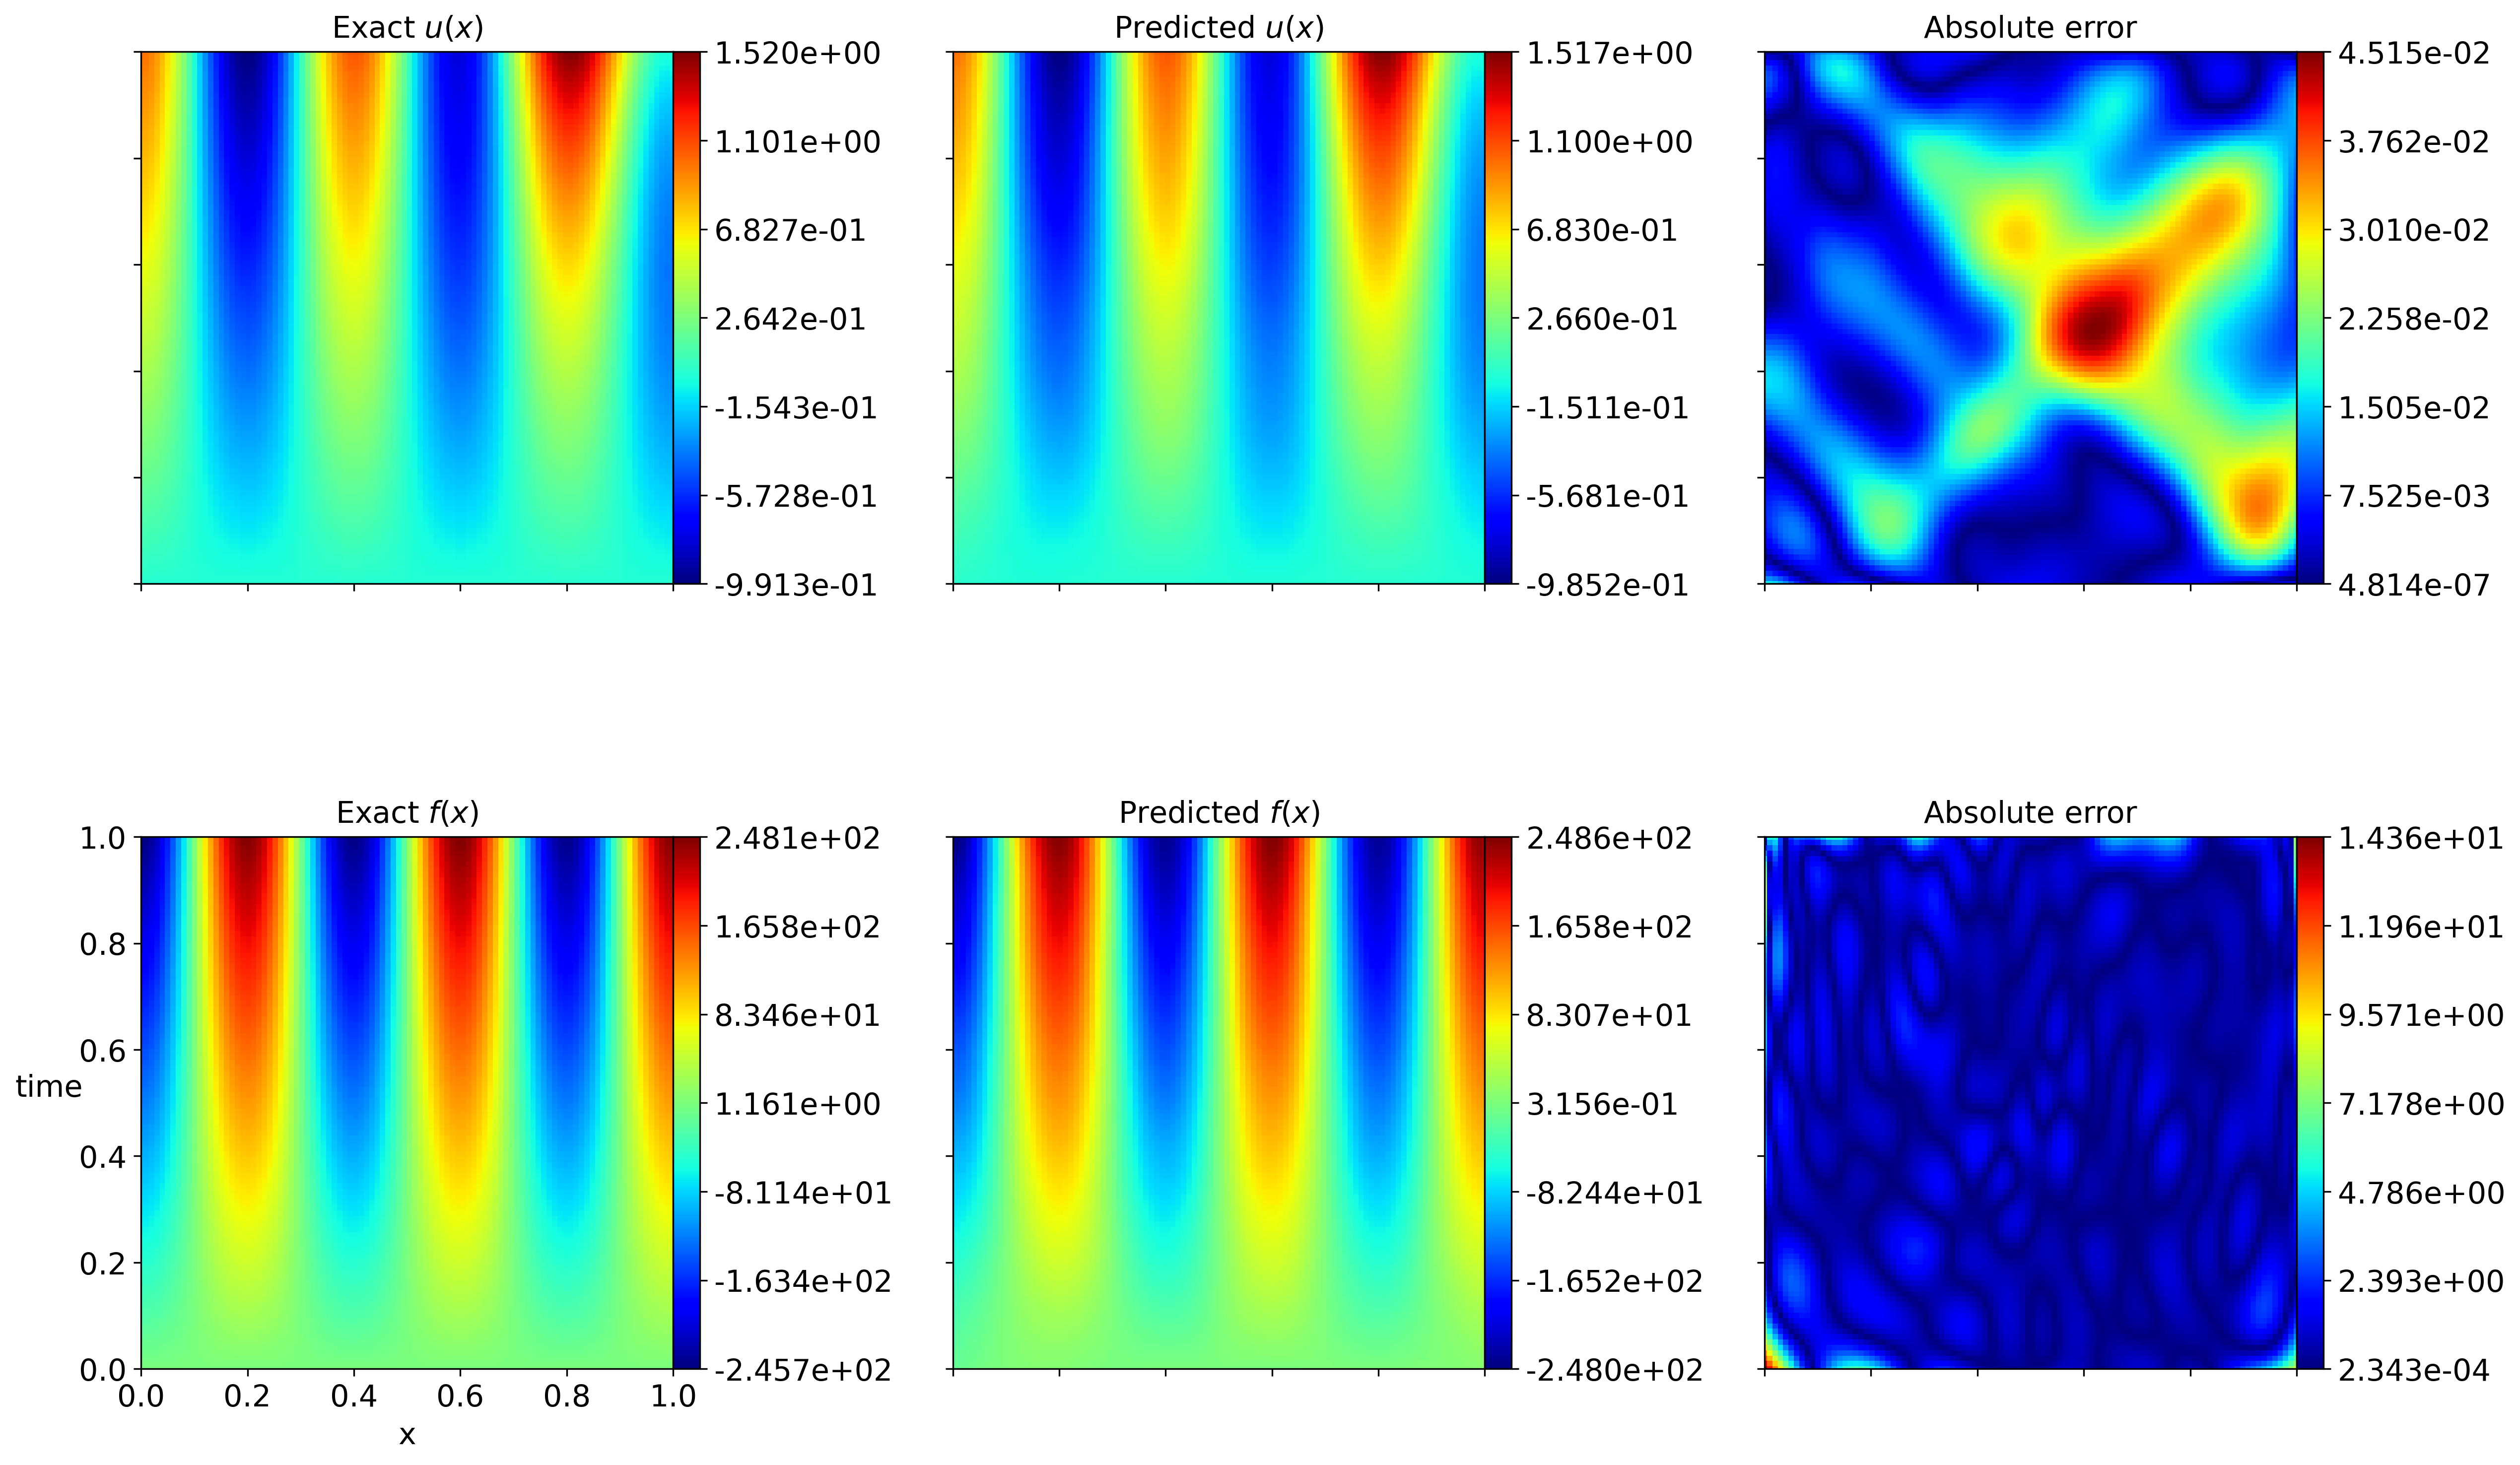 Exact u(x)
1.520e+00
1.101e+00
6.827e-01
2.642e-01
-1.543e-01
-5.728e-01
-9.913e-01
Predicted u(x)
1.517e+00
1.100e+00
6.830e-01
2.660e-01
-1.511e-01
-5.681e-01
-9.852e-01
Absolute error
4.515e-02
3.762e-02
3.010e-02
2.258e-02
1.505e-02
7.525e-03
4.814e-07
Exact f(x)
time
1.0
0.8
0.6
0.4
0.2
0.0
0.0 0.2 0.4 0.6 0.8 1.0
x
2.481e+02
1.658e+02
8.346e+01
1.161e+00
-8.114e+01
-1.634e+02
-2.457e+02
Predicted f(x)
2.486e+02
1.658e+02
8.307e+01
3.156e-01
-8.244e+01
-1.652e+02
-2.480e+02
Absolute error
1.436e+01
1.196e+01
9.571e+00
7.178e+00
4.786e+00
2.393e+00
2.343e-04